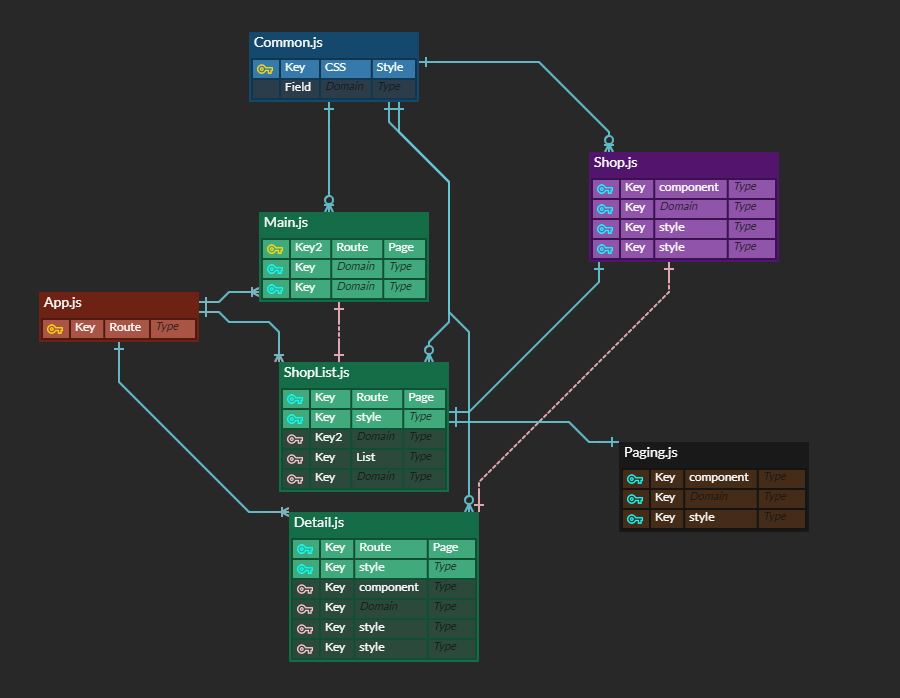 Common.js
Key CSS Style
Field Domain Type
Shop.js
Key component Type
Key Domain Type
Key style Type
Key style Type
Main.js
Key2 Route Page
Key Domain Type
Key Domain Type
App.js
Key Route Type
ShopList.js
Key Route Page
Key style Type
Key2 Domain Type
Key List Type
Key Domain Type
Paging.js
Key component Type
Key Domain Type
Key style Type
Detail.js
Key Route Page
Key style Type
Key component Type
Key Domain Type
Key style Type
Key style Type